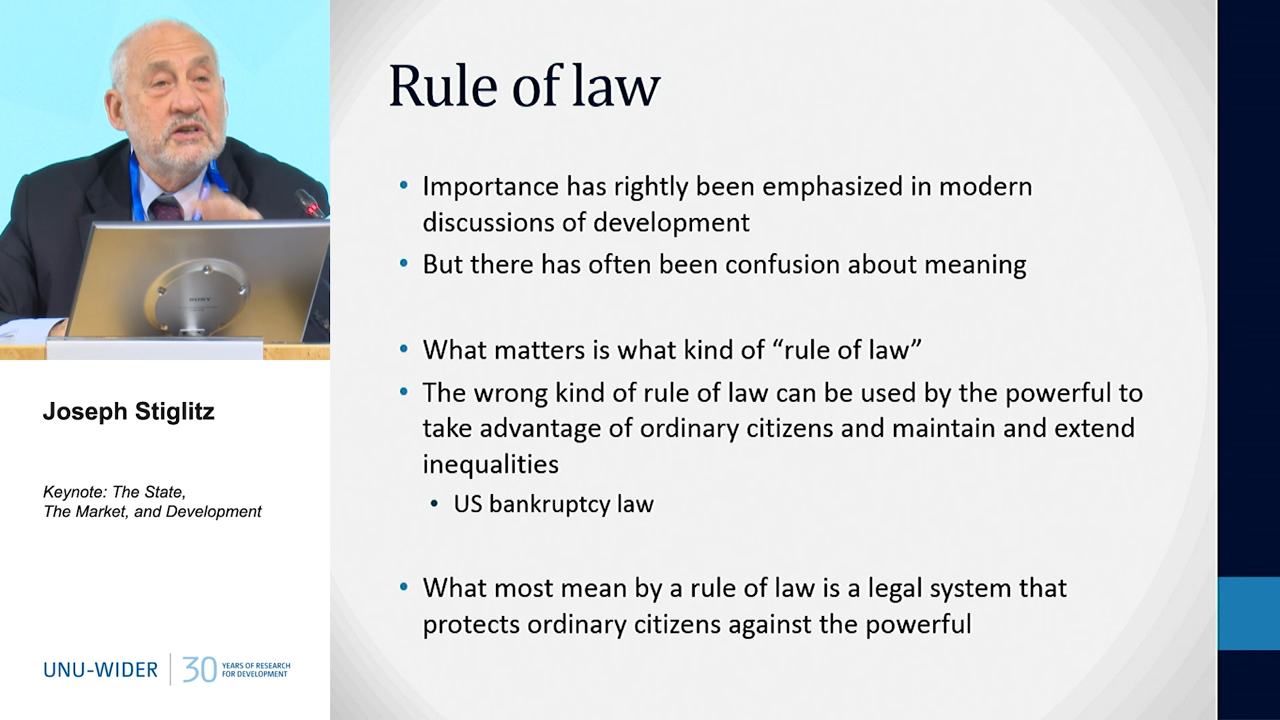 Rule of law
• Importance has rightly been emphasized in modern
discussions of development
• But there has often been confusion about meaning
• What matters is what kind of “rule of law”
• The wrong kind of rule of law can be used by the powerful to
take advantage of ordinary citizens and maintain and extend
inequalities
• US bankruptcy law
• What most mean by a rule of law is a legal system that
protects ordinary citizens against the powerful
SONY
Joseph Stiglitz
Keynote: The State,
The Market, and Development
UNU-WIDER
30 YEARS OF RESEARCH
FOR DEVELOPMENT